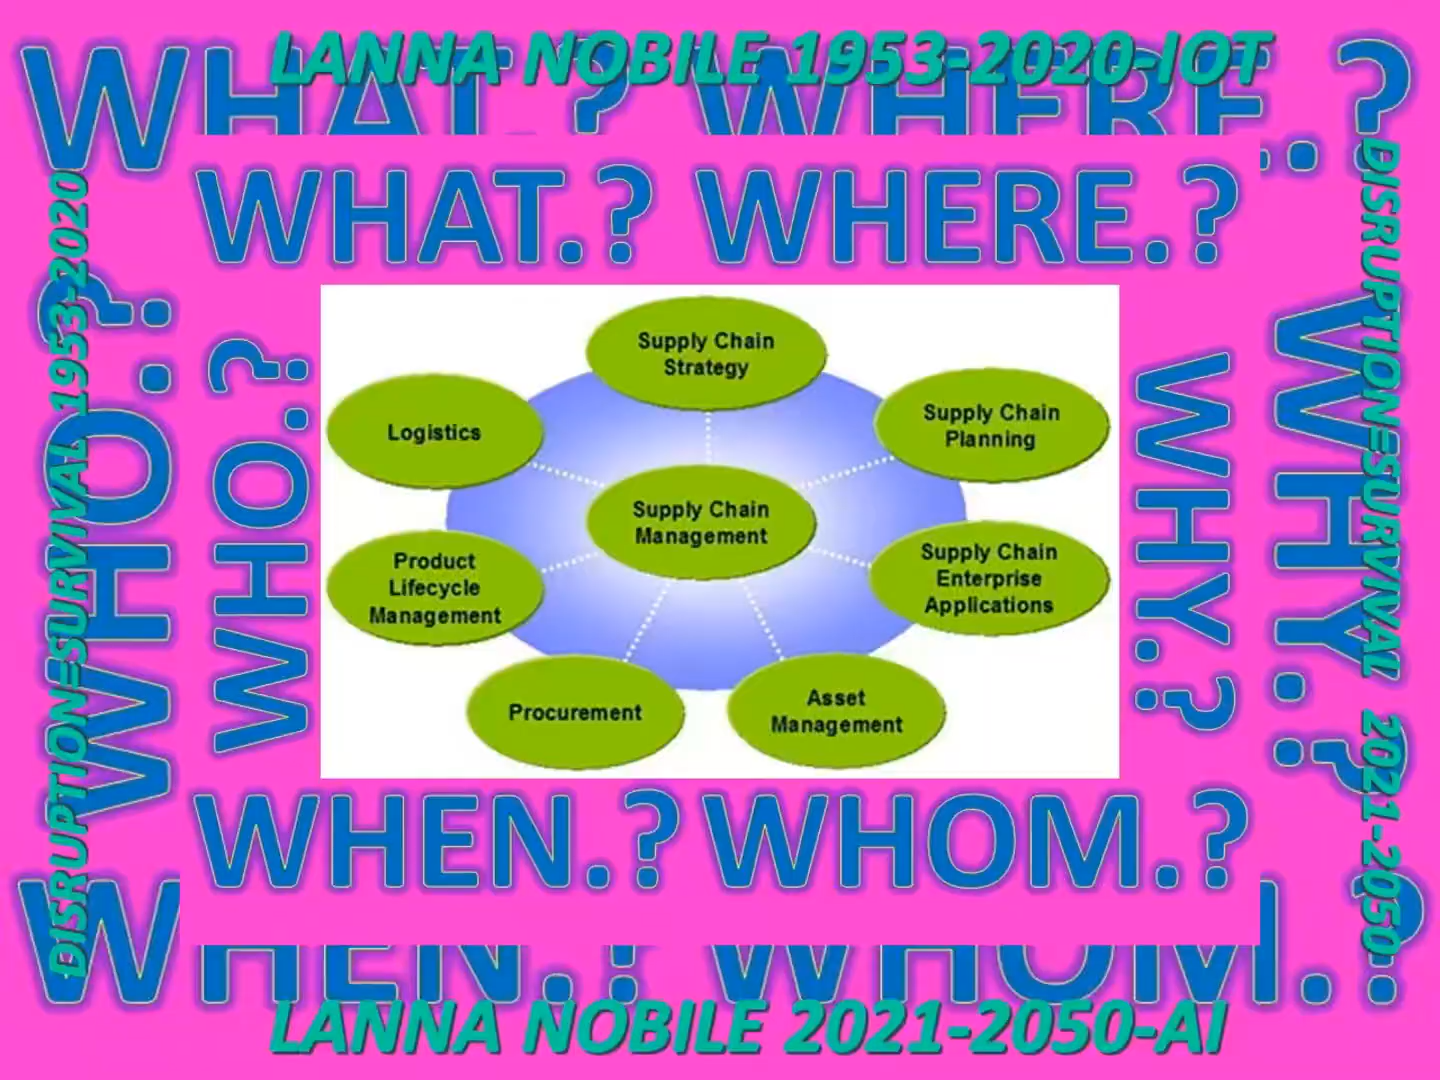 LANNA NOBILE 1953-2020-IOT
WHAT.? WHERE.?
WHAT.? WHERE.?
DISRUPTION=SURVIVAL 1953-2020
WHO.?
WHO.?
Supply Chain
Strategy
Logistics
Supply Chain
Planning
Supply Chain
Management
Product
Lifecycle
Management
Supply Chain
Enterprise
Applications
Procurement
Asset
Management
WHY.?
WHY.?
DISRUPTION=SURVIVAL 2021-2050
WHEN.? WHOM.?
WHEN.? WHOM.?
LANNA NOBILE 2021-2050-AI